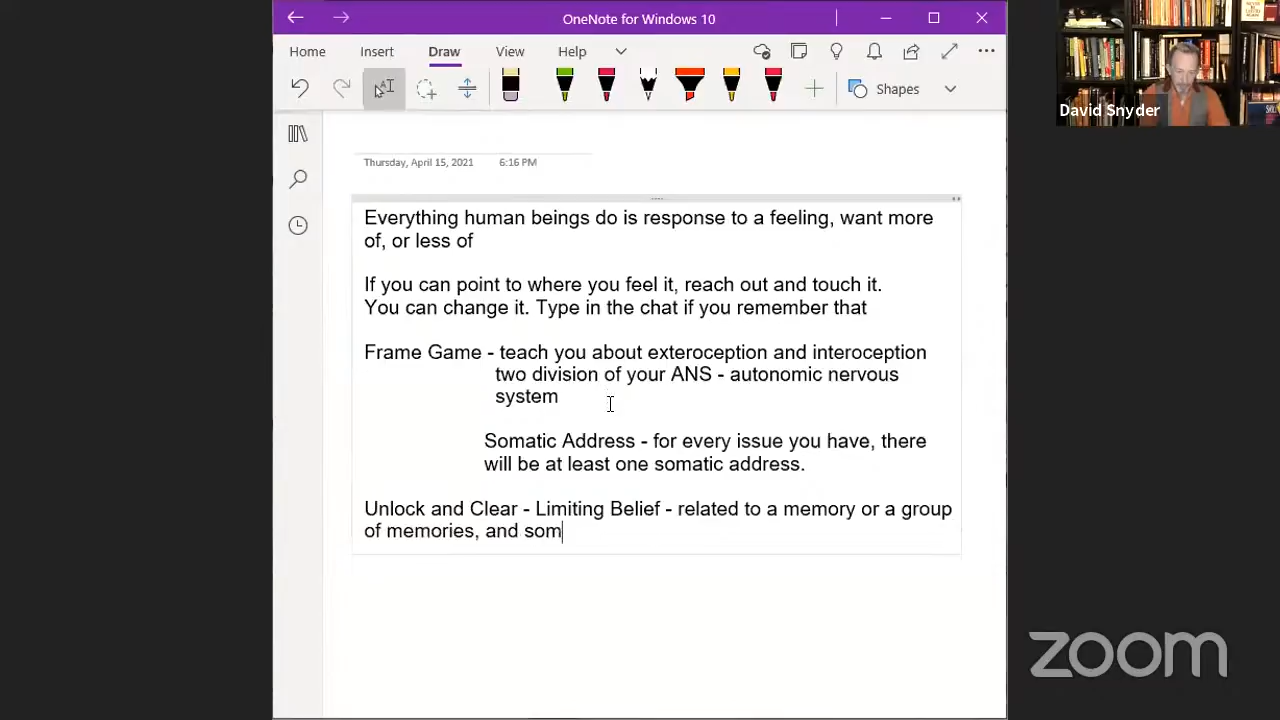 OneNote for Windows 10
Home Insert Draw View Help
Shapes
David Snyder
Thursday, April 15, 2021 6:16 PM
Everything human beings do is response to a feeling, want more
of, or less of
If you can point to where you feel it, reach out and touch it.
You can change it. Type in the chat if you remember that
Frame Game - teach you about exteroception and interoception
two division of your ANS - autonomic nervous
system
Somatic Address - for every issue you have, there
will be at least one somatic address.
Unlock and Clear - Limiting Belief - related to a memory or a group
of memories, and som
zoom